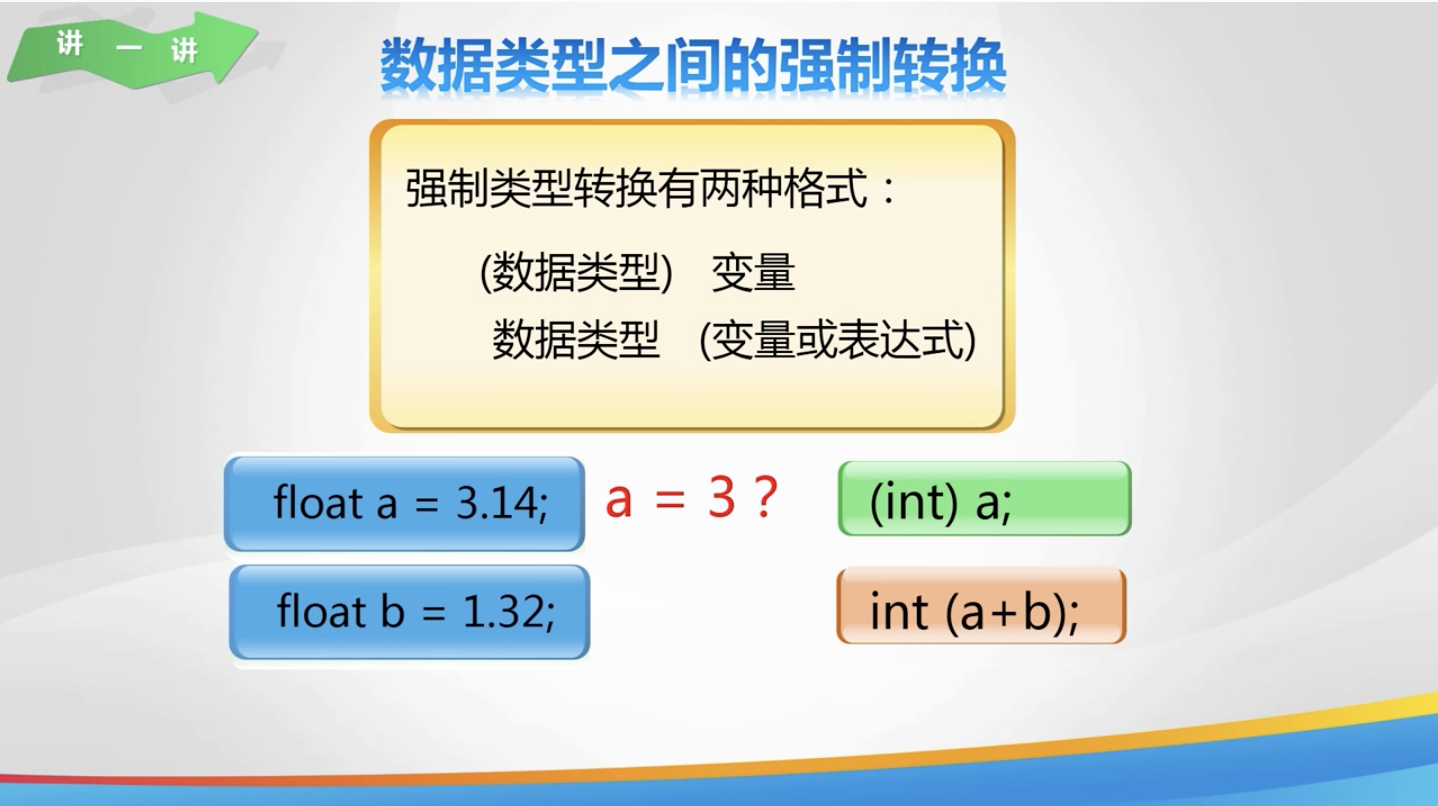 讲一讲
数据类型之间的强制转换
强制类型转换有两种格式：
(数据类型) 变量
数据类型 (变量或表达式)
float a = 3.14;
a = 3？
(int) a;
float b = 1.32;
int (a+b);